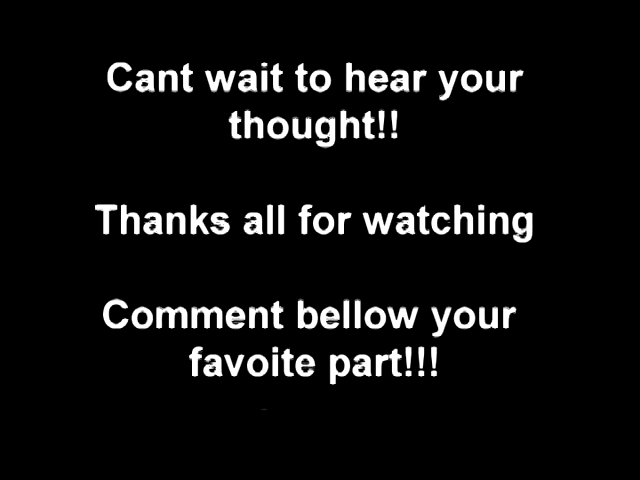 Cant wait to hear your
thought!!
Thanks all for watching
Comment bellow your
favoite part!!!